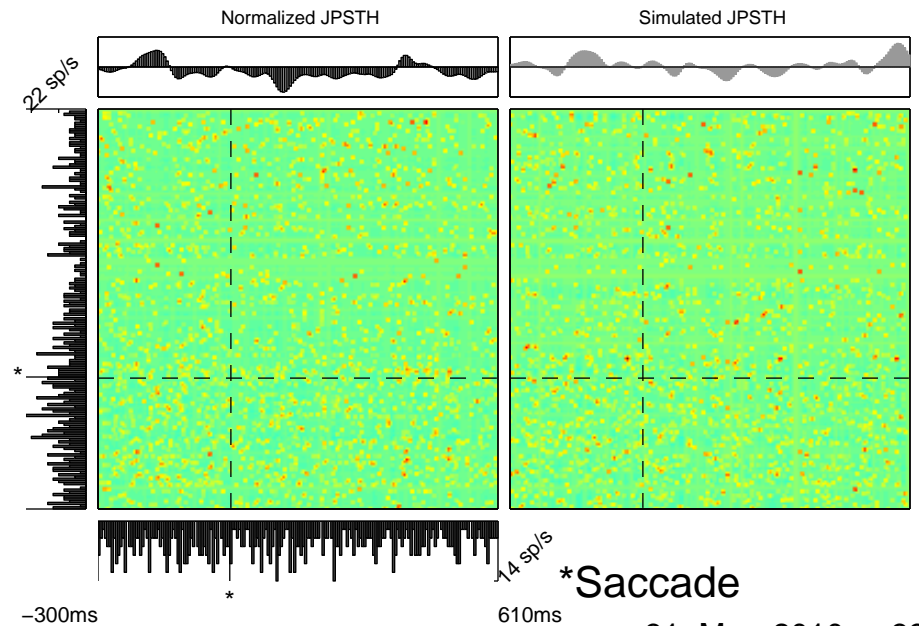 Normalized JPSTH
Simulated JPSTH
22 sp/s
*
14 sp/s
*Saccade
*
−300ms
610ms